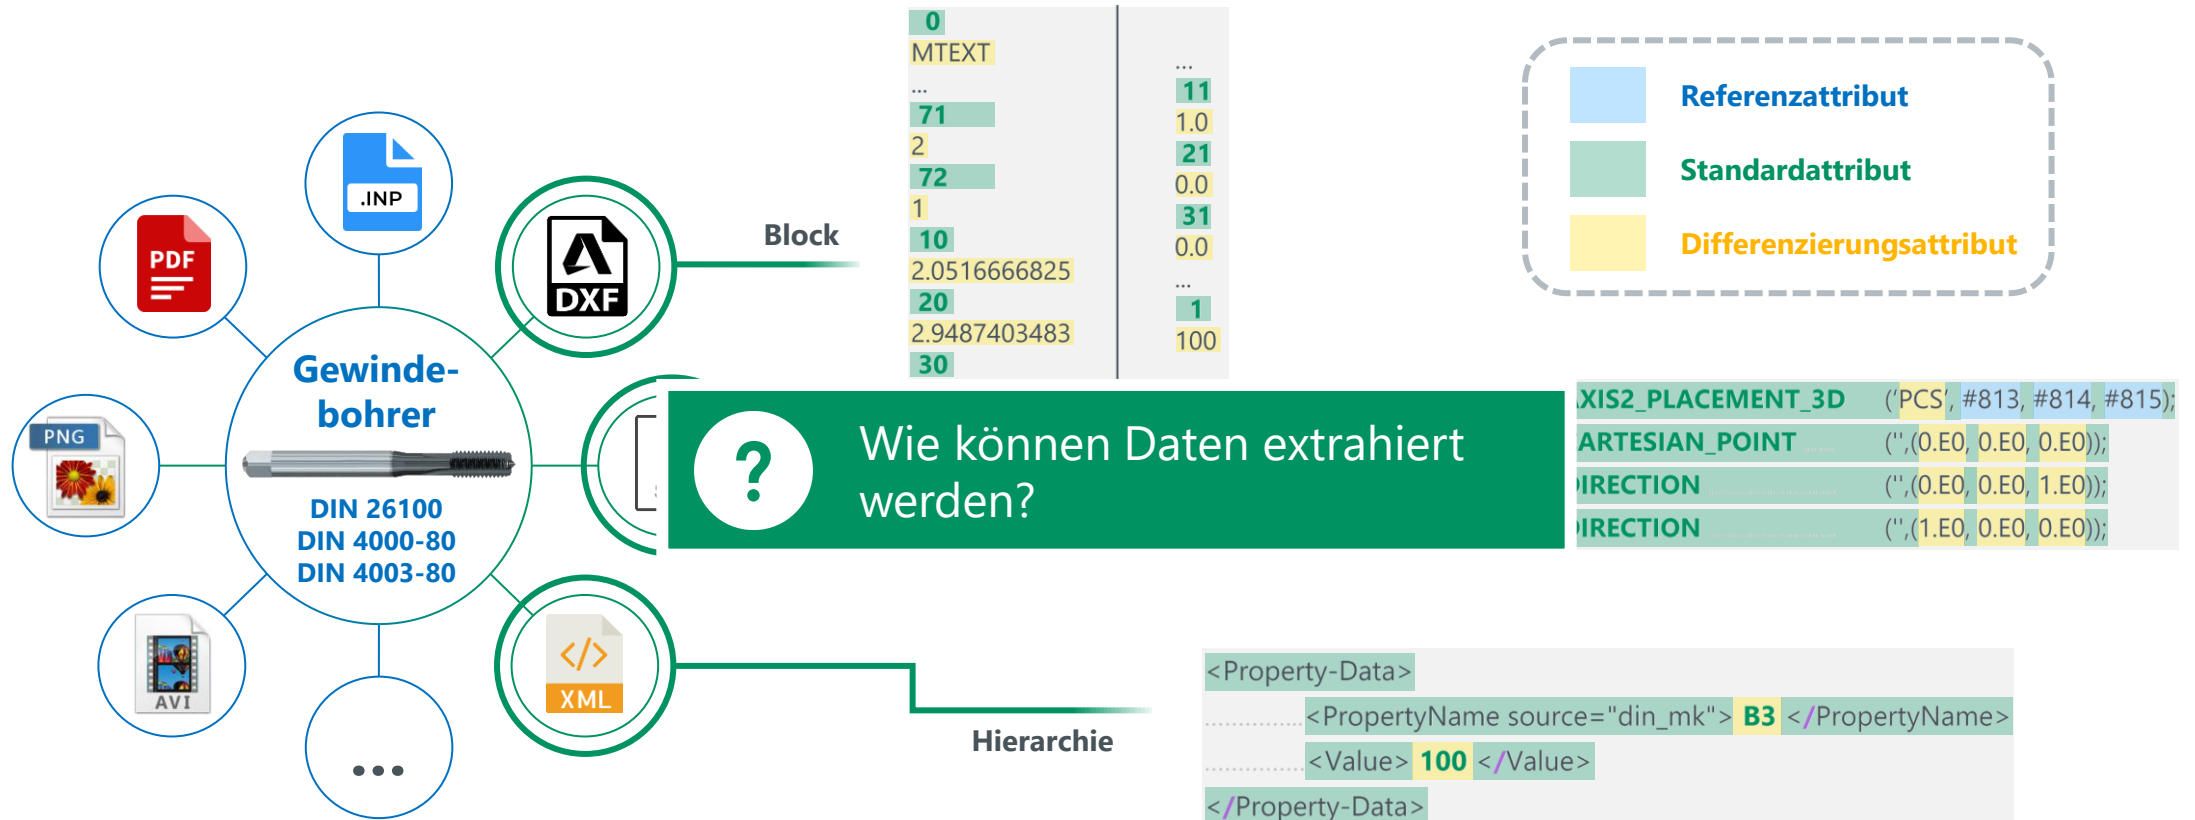 .INP
PDF
DXF
PNG
Gewinde-
bohrer
DIN 26100
DIN 4000-80
DIN 4003-80
AVI
XML
...
Block
0
MTEXT
...
71
2
72
1
10
2.0516666825
20
2.9487403483
30
...
11
1.0
21
0.0
31
0.0
...
1
100
Referenzattribut
Standardattribut
Differenzierungsattribut
?
Wie können Daten extrahiert
werden?
XIS2_PLACEMENT_3D ('PCS', #813, #814, #815);
ARTESIAN_POINT ('',(0.E0, 0.E0, 0.E0));
IRECTION ('',(0.E0, 0.E0, 1.E0));
IRECTION ('',(1.E0, 0.E0, 0.E0));
Hierarchie
<Property-Data>
<PropertyName source="din_mk"> B3 </PropertyName>
<Value> 100 </Value>
</Property-Data>